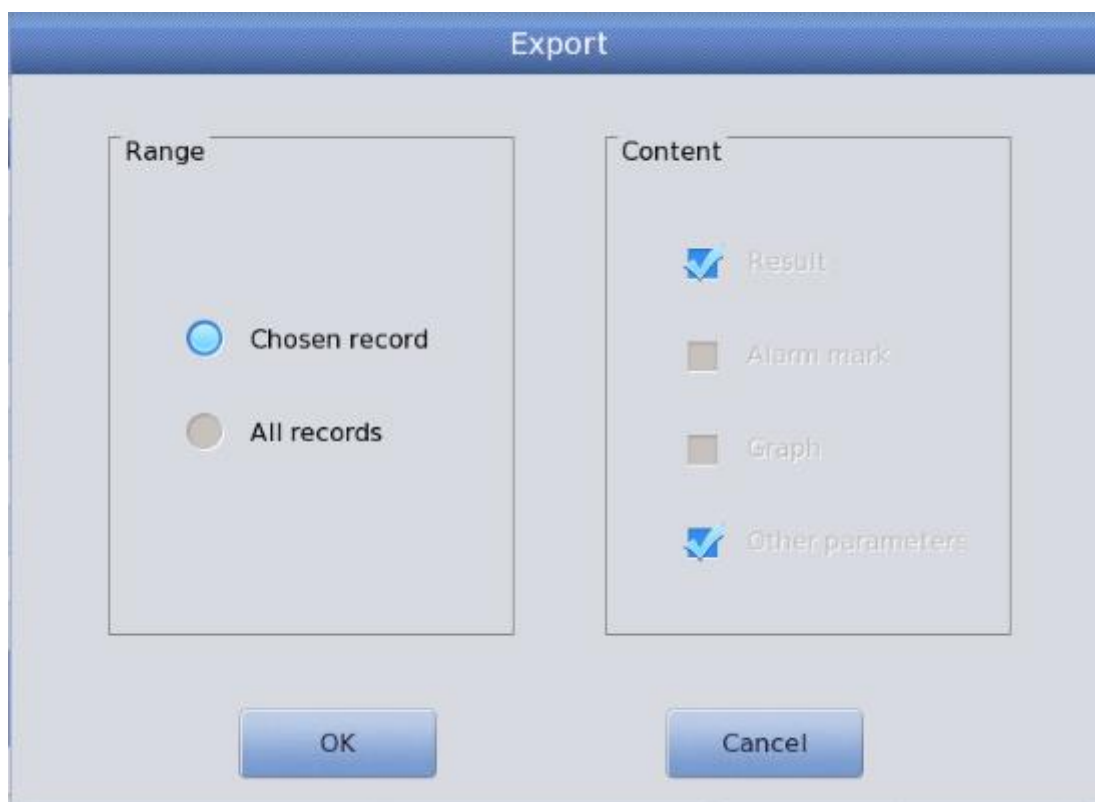 Export
Range
Content
Chosen record
All records
Result
Alarm mark
Graph
Other parameters
OK
Cancel